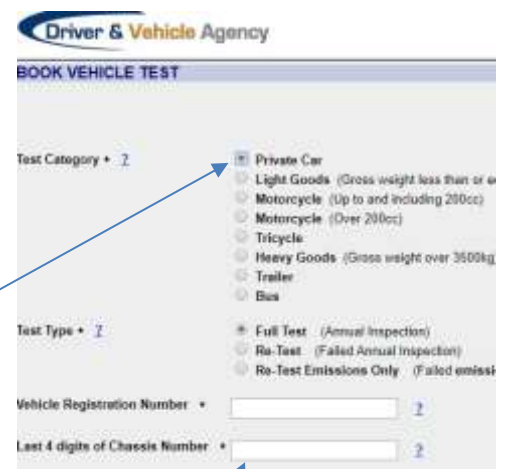 Driver & Vehicle Agency
BOOK VEHICLE TEST
Test Category * ? Private Car
Light Goods (Gross weight less than or
Motorcycle (Up to and including 200cc)
Motorcycle (Over 200cc)
Tricycle
Heavy Goods (Gross weight over 3500kg
Trailer
Bus
Test Type * ? Full Test (Annual Inspection)
Re-Test (Failed Annual Inspection)
Re-Test Emissions Only (Failed emissi
Vehicle Registration Number * ?
Last 4 digits of Chassis Number * ?